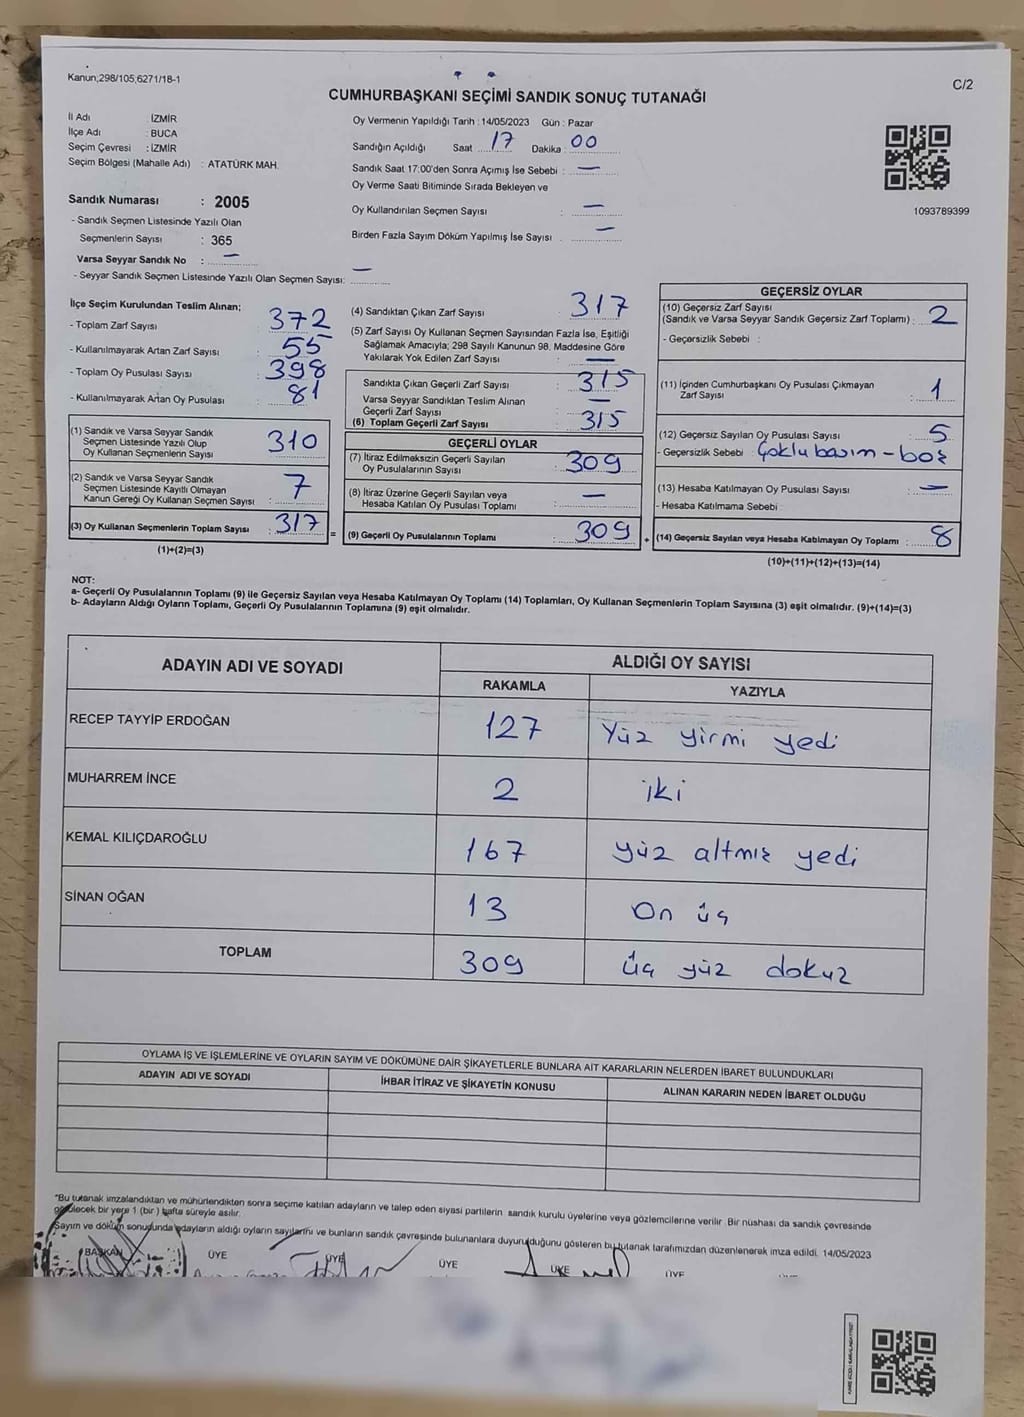 Kanun;298/105,6271/18-1
C/2
CUMHURBAŞKANI SEÇİMİ SANDIK SONUÇ TUTANAĞI
İl Adı : İZMİR
İlçe Adı : BUCA
Seçim Çevresi : İZMİR
Seçim Bölgesi (Mahalle Adı) : ATATÜRK MAH.
Oy Vermenin Yapıldığı Tarih : 14/05/2023 Gün : Pazar
Sandığın Açıldığı Saat 17 Dakika : 00
Sandık Saat 17:00'den Sonra Açımış İse Sebebi : —
Oy Verme Saati Bitiminde Sırada Bekleyen ve
Oy Kullandırılan Seçmen Sayısı : —
Birden Fazla Sayım Döküm Yapılmış İse Sayısı : —
1093789399
Sandık Numarası : 2005
- Sandık Seçmen Listesinde Yazılı Olan
Seçmenlerin Sayısı : 365
Varsa Seyyar Sandık No : —
- Seyyar Sandık Seçmen Listesinde Yazılı Olan Seçmen Sayısı: —
İlçe Seçim Kurulundan Teslim Alınan;
- Toplam Zarf Sayısı : 372
- Kullanılmayarak Artan Zarf Sayısı : 55
- Toplam Oy Pusulası Sayısı : 398
- Kullanılmayarak Artan Oy Pusulası : 81
(1) Sandık ve Varsa Seyyar Sandık
Seçmen Listesinde Yazılı Olup
Oy Kullanan Seçmenlerin Sayısı : 310
(2) Sandık ve Varsa Seyyar Sandık
Seçmen Listesinde Kayıtlı Olmayan
Kanun Gereği Oy Kullanan Seçmen Sayısı : 7
(3) Oy Kullanan Seçmenlerin Toplam Sayısı : 317
(1)+(2)=(3)
(4) Sandıktan Çıkan Zarf Sayısı : 317
(5) Zarf Sayısı Oy Kullanan Seçmen Sayısından Fazla İse, Eşitliği
Sağlamak Amacıyla; 298 Sayılı Kanunun 98. Maddesine Göre
Yakılarak Yok Edilen Zarf Sayısı : —
Sandıkta Çıkan Geçerli Zarf Sayısı : 315
Varsa Seyyar Sandıktan Teslim Alınan
Geçerli Zarf Sayısı : —
(6) Toplam Geçerli Zarf Sayısı : 315
GEÇERLİ OYLAR
(7) İtiraz Edilmeksizin Geçerli Sayılan
Oy Pusulalarının Sayısı : 309
(8) İtiraz Üzerine Geçerli Sayılan veya
Hesaba Katılan Oy Pusulası Toplamı : —
= (9) Geçerli Oy Pusulalarının Toplamı : 309
GEÇERSİZ OYLAR
(10) Geçersiz Zarf Sayısı
(Sandık ve Varsa Seyyar Sandık Geçersiz Zarf Toplamı) : 2
- Geçersizlik Sebebi :
(11) İçinden Cumhurbaşkanı Oy Pusulası Çıkmayan
Zarf Sayısı : 1
(12) Geçersiz Sayılan Oy Pusulası Sayısı : 5
- Geçersizlik Sebebi : Çoklu basım - boş
(13) Hesaba Katılmayan Oy Pusulası Sayısı : —
- Hesaba Katılmama Sebebi :
+ (14) Geçersiz Sayılan veya Hesaba Katılmayan Oy Toplamı : 8
(10)+(11)+(12)+(13)=(14)
NOT:
a- Geçerli Oy Pusulalarının Toplamı (9) ile Geçersiz Sayılan veya Hesaba Katılmayan Oy Toplamı (14) Toplamları, Oy Kullanan Seçmenlerin Toplam Sayısına (3) eşit olmalıdır. (9)+(14)=(3)
b- Adayların Aldığı Oyların Toplamı, Geçerli Oy Pusulalarının Toplamına (9) eşit olmalıdır.
ADAYIN ADI VE SOYADI
ALDIĞI OY SAYISI
RAKAMLA YAZIYLA
RECEP TAYYİP ERDOĞAN 127 Yüz yirmi yedi
MUHARREM İNCE 2 iki
KEMAL KILIÇDAROĞLU 167 yüz altmış yedi
SİNAN OĞAN 13 On üç
TOPLAM 309 üç yüz dokuz
OYLAMA İŞ VE İŞLEMLERİNE VE OYLARIN SAYIM VE DÖKÜMÜNE DAİR ŞİKAYETLERLE BUNLARA AİT KARARLARIN NELERDEN İBARET BULUNDUKLARI
ADAYIN ADI VE SOYADI İHBAR İTİRAZ VE ŞİKAYETİN KONUSU ALINAN KARARIN NEDEN İBARET OLDUĞU
*Bu tutanak imzalandıktan ve mühürlendikten sonra seçime katılan adayların ve talep eden siyasi partilerin sandık kurulu üyelerine veya gözlemcilerine verilir. Bir nüshası da sandık çevresinde
görülecek bir yere 1 (bir) hafta süreyle asılır.
Sayım ve döküm sonucunda adayların aldığı oyların sayılarını ve bunların sandık çevresinde bulunanlara duyurulduğunu gösteren bu tutanak tarafımızdan düzenlenerek imza edildi. 14/05/2023
BAŞKAN ÜYE ÜYE ÜYE ÜYE ÜYE